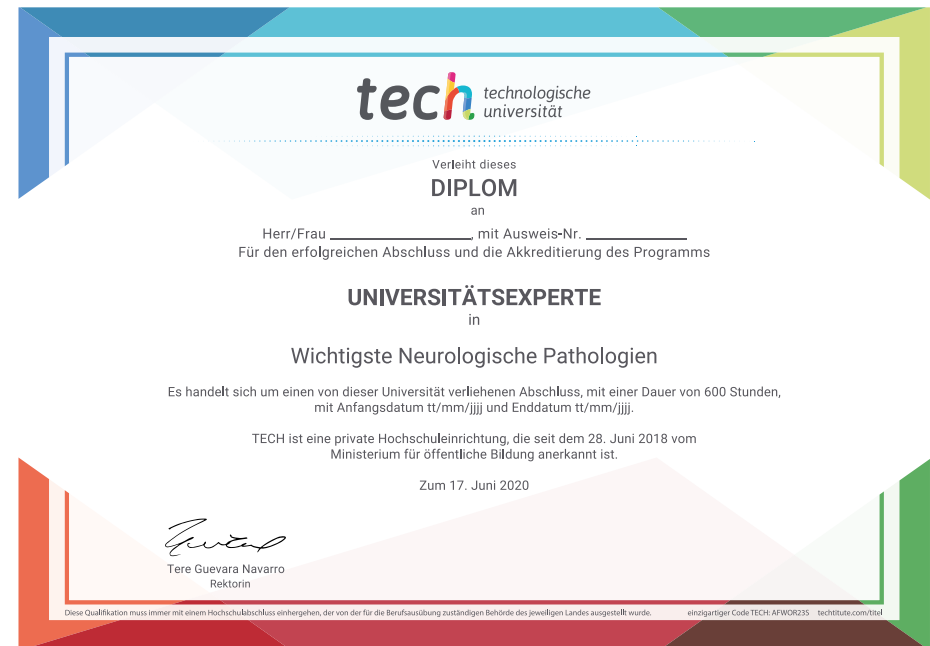 tech technologische
universität
Verleiht dieses
DIPLOM
an
Herr/Frau ____________________, mit Ausweis-Nr. ______________
Für den erfolgreichen Abschluss und die Akkreditierung des Programms
UNIVERSITÄTSEXPERTE
in
Wichtigste Neurologische Pathologien
Es handelt sich um einen von dieser Universität verliehenen Abschluss, mit einer Dauer von 600 Stunden,
mit Anfangsdatum tt/mm/jjjj und Enddatum tt/mm/jjjj.
TECH ist eine private Hochschuleinrichtung, die seit dem 28. Juni 2018 vom
Ministerium für öffentliche Bildung anerkannt ist.
Zum 17. Juni 2020
Tere Guevara Navarro
Rektorin
Diese Qualifikation muss immer mit einem Hochschulabschluss einhergehen, der von der für die Berufsausübung zuständigen Behörde des jeweiligen Landes ausgestellt wurde. einzigartiger Code TECH: AFWOR23S techtitute.com/titel